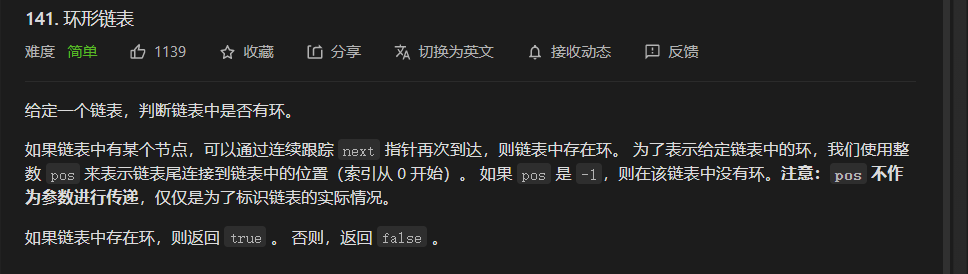 141. 环形链表
难度 简单 1139 收藏 分享 切换为英文 接收动态 反馈
给定一个链表，判断链表中是否有环。
如果链表中有某个节点，可以通过连续跟踪 next 指针再次到达，则链表中存在环。 为了表示给定链表中的环，我们使用整
数 pos 来表示链表尾连接到链表中的位置（索引从 0 开始）。 如果 pos 是 -1，则在该链表中没有环。注意：pos 不作
为参数进行传递，仅仅是为了标识链表的实际情况。
如果链表中存在环，则返回 true 。 否则，返回 false 。